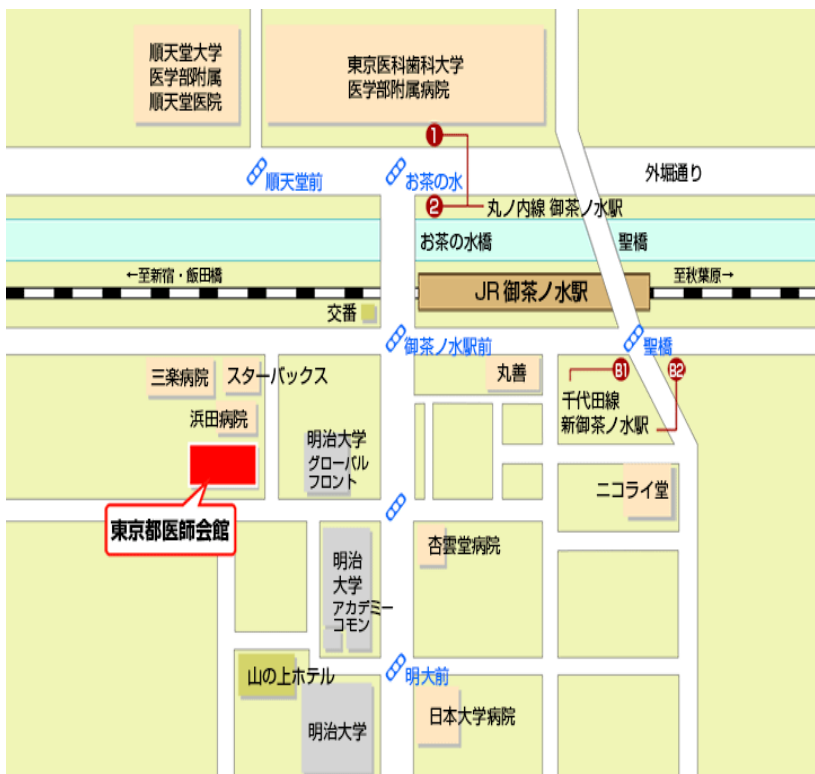 順天堂大学
医学部附属
順天堂医院
東京医科歯科大学
医学部附属病院
1
順天堂前
お茶の水
外堀通り
2
丸ノ内線 御茶ノ水駅
お茶の水橋
聖橋
←至新宿・飯田橋
至秋葉原→
JR 御茶ノ水駅
交番
御茶ノ水駅前
聖橋
三楽病院
スターバックス
丸善
B1
B2
千代田線
新御茶ノ水駅
浜田病院
明治大学
グローバル
フロント
ニコライ堂
東京都医師会館
杏雲堂病院
明治
大学
アカデミー
コモン
山の上ホテル
明大前
明治大学
日本大学病院